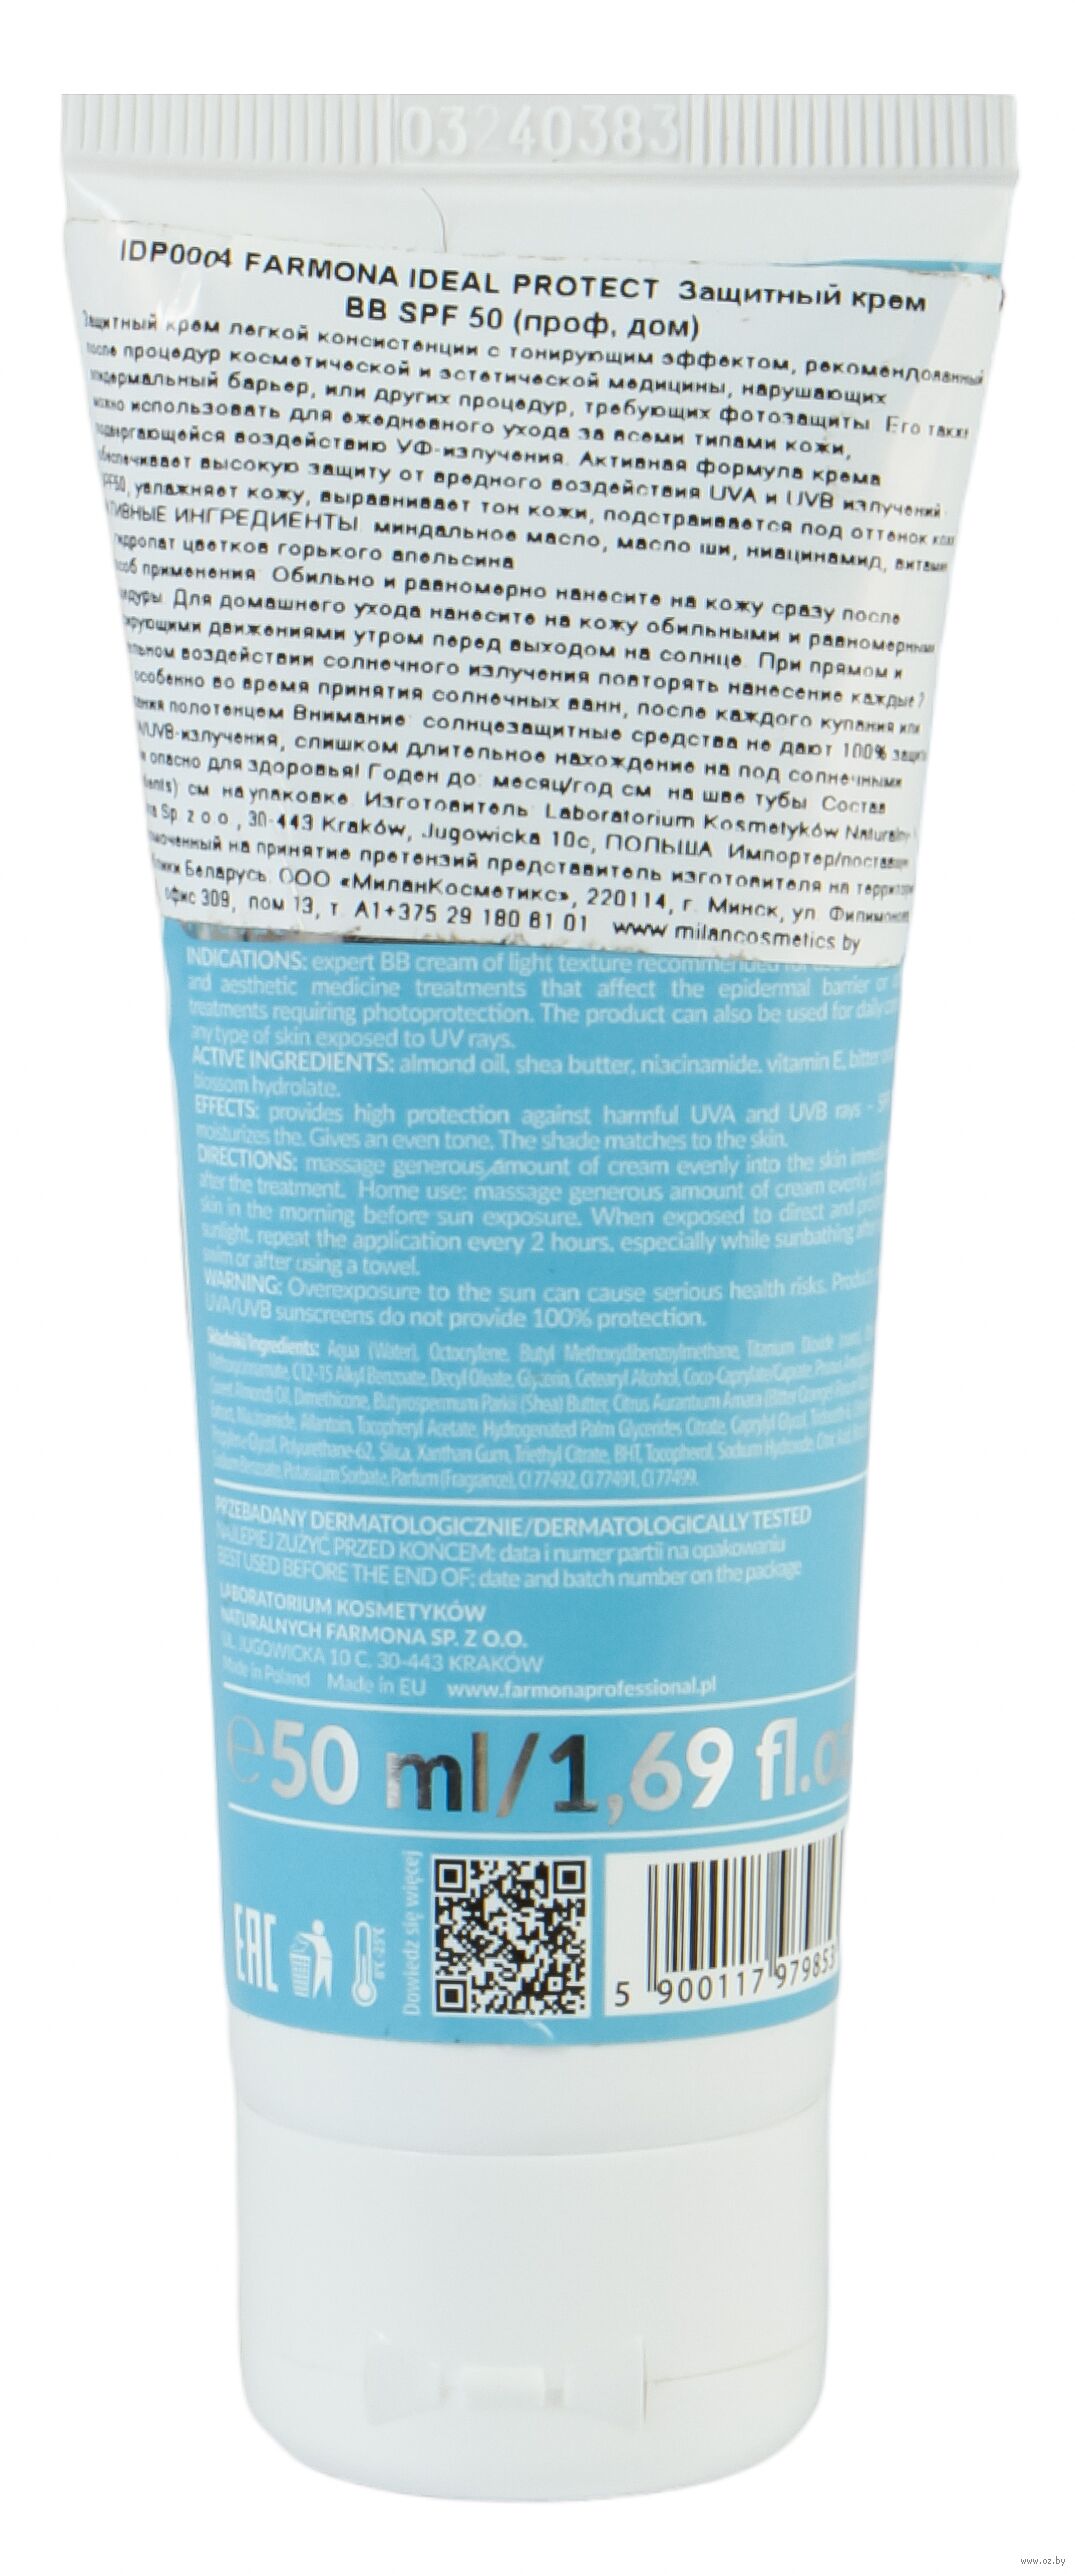 03240383
IDP0004 FARMONA IDEAL PROTECT Защитный крем
BB SPF 50 (проф, дом)
Защитный крем легкой консистенции с тонирующим эффектом, рекомендованный
после процедур косметической и эстетической медицины, нарушающих
эпидермальный барьер, или других процедур, требующих фотозащиты. Его также
можно использовать для ежедневного ухода за всеми типами кожи,
подвергающейся воздействию УФ-излучения. Активная формула крема
обеспечивает высокую защиту от вредного воздействия UVA и UVB излучений -
увлажняет кожу, выравнивает тон кожи, подстраивается под оттенок кожи
ИНГРЕДИЕНТЫ: миндальное масло, масло ши, ниацинамид, витамин
цветков горького апельсина
применения: Обильно и равномерно нанесите на кожу сразу после
Для домашнего ухода нанесите на кожу обильными и равномерными
движениями утром перед выходом на солнце. При прямом и
воздействии солнечного излучения повторять нанесение каждые 2
особенно во время принятия солнечных ванн, после каждого купания или
полотенцем Внимание: солнцезащитные средства не дают 100% защиты
UVB-излучения, слишком длительное нахождение на под солнечными
опасно для здоровья! Годен до: месяц/год см. на шве тубы. Состав
см. на упаковке. Изготовитель: Laboratorium Kosmetyków Naturalny
Sp. z o.o., 30-443 Kraków, Jugowicka 10c, ПОЛЬША. Импортер/поставщик
на принятие претензий представитель изготовителя на
Беларусь: ООО «МиланКосметикс», 220114, г. Минск, ул. Филимонова
офис 309, пом 13, т. A1+375 29 180 81 01 www.milancosmetics.by
INDICATIONS: expert BB cream of light texture recommended
and aesthetic medicine treatments that affect the epidermal barrier or
treatments requiring photoprotection. The product can also be used for daily
any type of skin exposed to UV rays.
ACTIVE INGREDIENTS: almond oil, shea butter, niacinamide, vitamin E, bitter
blossom hydrolate.
EFFECTS: provides high protection against harmful UVA and UVB rays -
moisturizes the. Gives an even tone. The shade matches to the skin.
DIRECTIONS: massage generous amount of cream evenly into the skin
after the treatment. Home use: massage generous amount of cream evenly
skin in the morning before sun exposure. When exposed to direct and
sunlight, repeat the application every 2 hours, especially while sunbathing
swim or after using a towel.
WARNING: Overexposure to the sun can cause serious health risks.
UVA/UVB sunscreens do not provide 100% protection.
Składniki/Ingredients: Aqua (Water), Octocrylene, Butyl Methoxydibenzoylmethane, Titanium Dioxide
C12-15 Alkyl Benzoate, Decyl Oleate, Glycerin, Cetearyl Alcohol, Coco-Caprylate/Caprate,
Almond) Oil, Dimethicone, Butyrospermum Parkii (Shea) Butter, Citrus Aurantium Amara (Bitter Orange)
Niacinamide, Allantoin, Tocopheryl Acetate, Hydrogenated Palm Glycerides Citrate, Caprylyl Glycol,
Polyurethane-62, Silica, Xanthan Gum, Triethyl Citrate, BHT, Tocopherol, Sodium Hydroxide, Citric Acid,
Sodium Benzoate, Potassium Sorbate, Parfum (Fragrance), CI 77492, CI 77491, CI 77499.
PRZEBADANY DERMATOLOGICZNIE/DERMATOLOGICALLY TESTED
NAJLEPIEJ ZUŻYĆ PRZED KOŃCEM: data i numer partii na opakowaniu
BEST USED BEFORE THE END OF: date and batch number on the package
LABORATORIUM KOSMETYKÓW
NATURALNYCH FARMONA SP. Z O.O.
UL. JUGOWICKA 10 C, 30-443 KRAKÓW
Made in Poland Made in EU www.farmonaprofessional.pl
℮50 ml/1,69 fl.oz
EAC
Dowiedz się więcej
5 900117 979853
www.oz.by